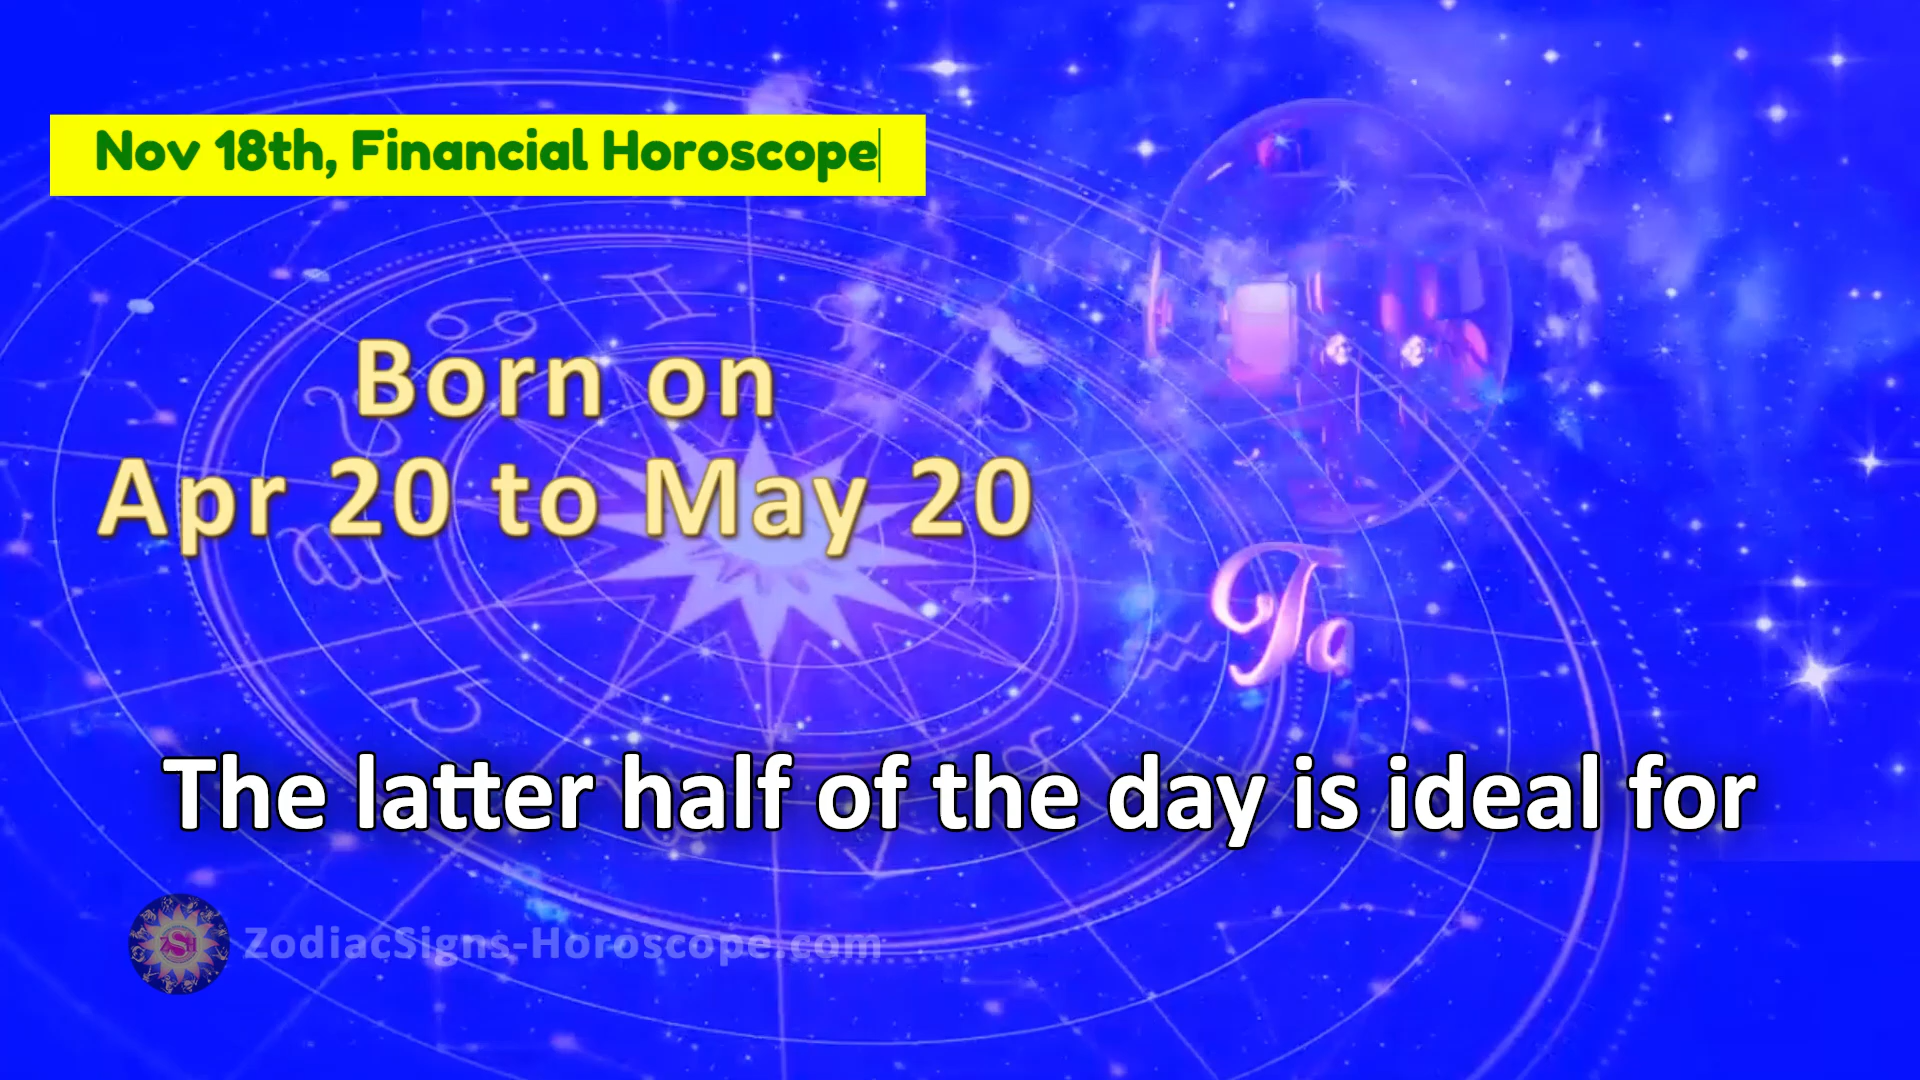 Nov 18th, Financial Horoscope
Born on
Apr 20 to May 20
Ta
The latter half of the day is ideal for
ZSH
ZodiacSigns-Horoscope.com